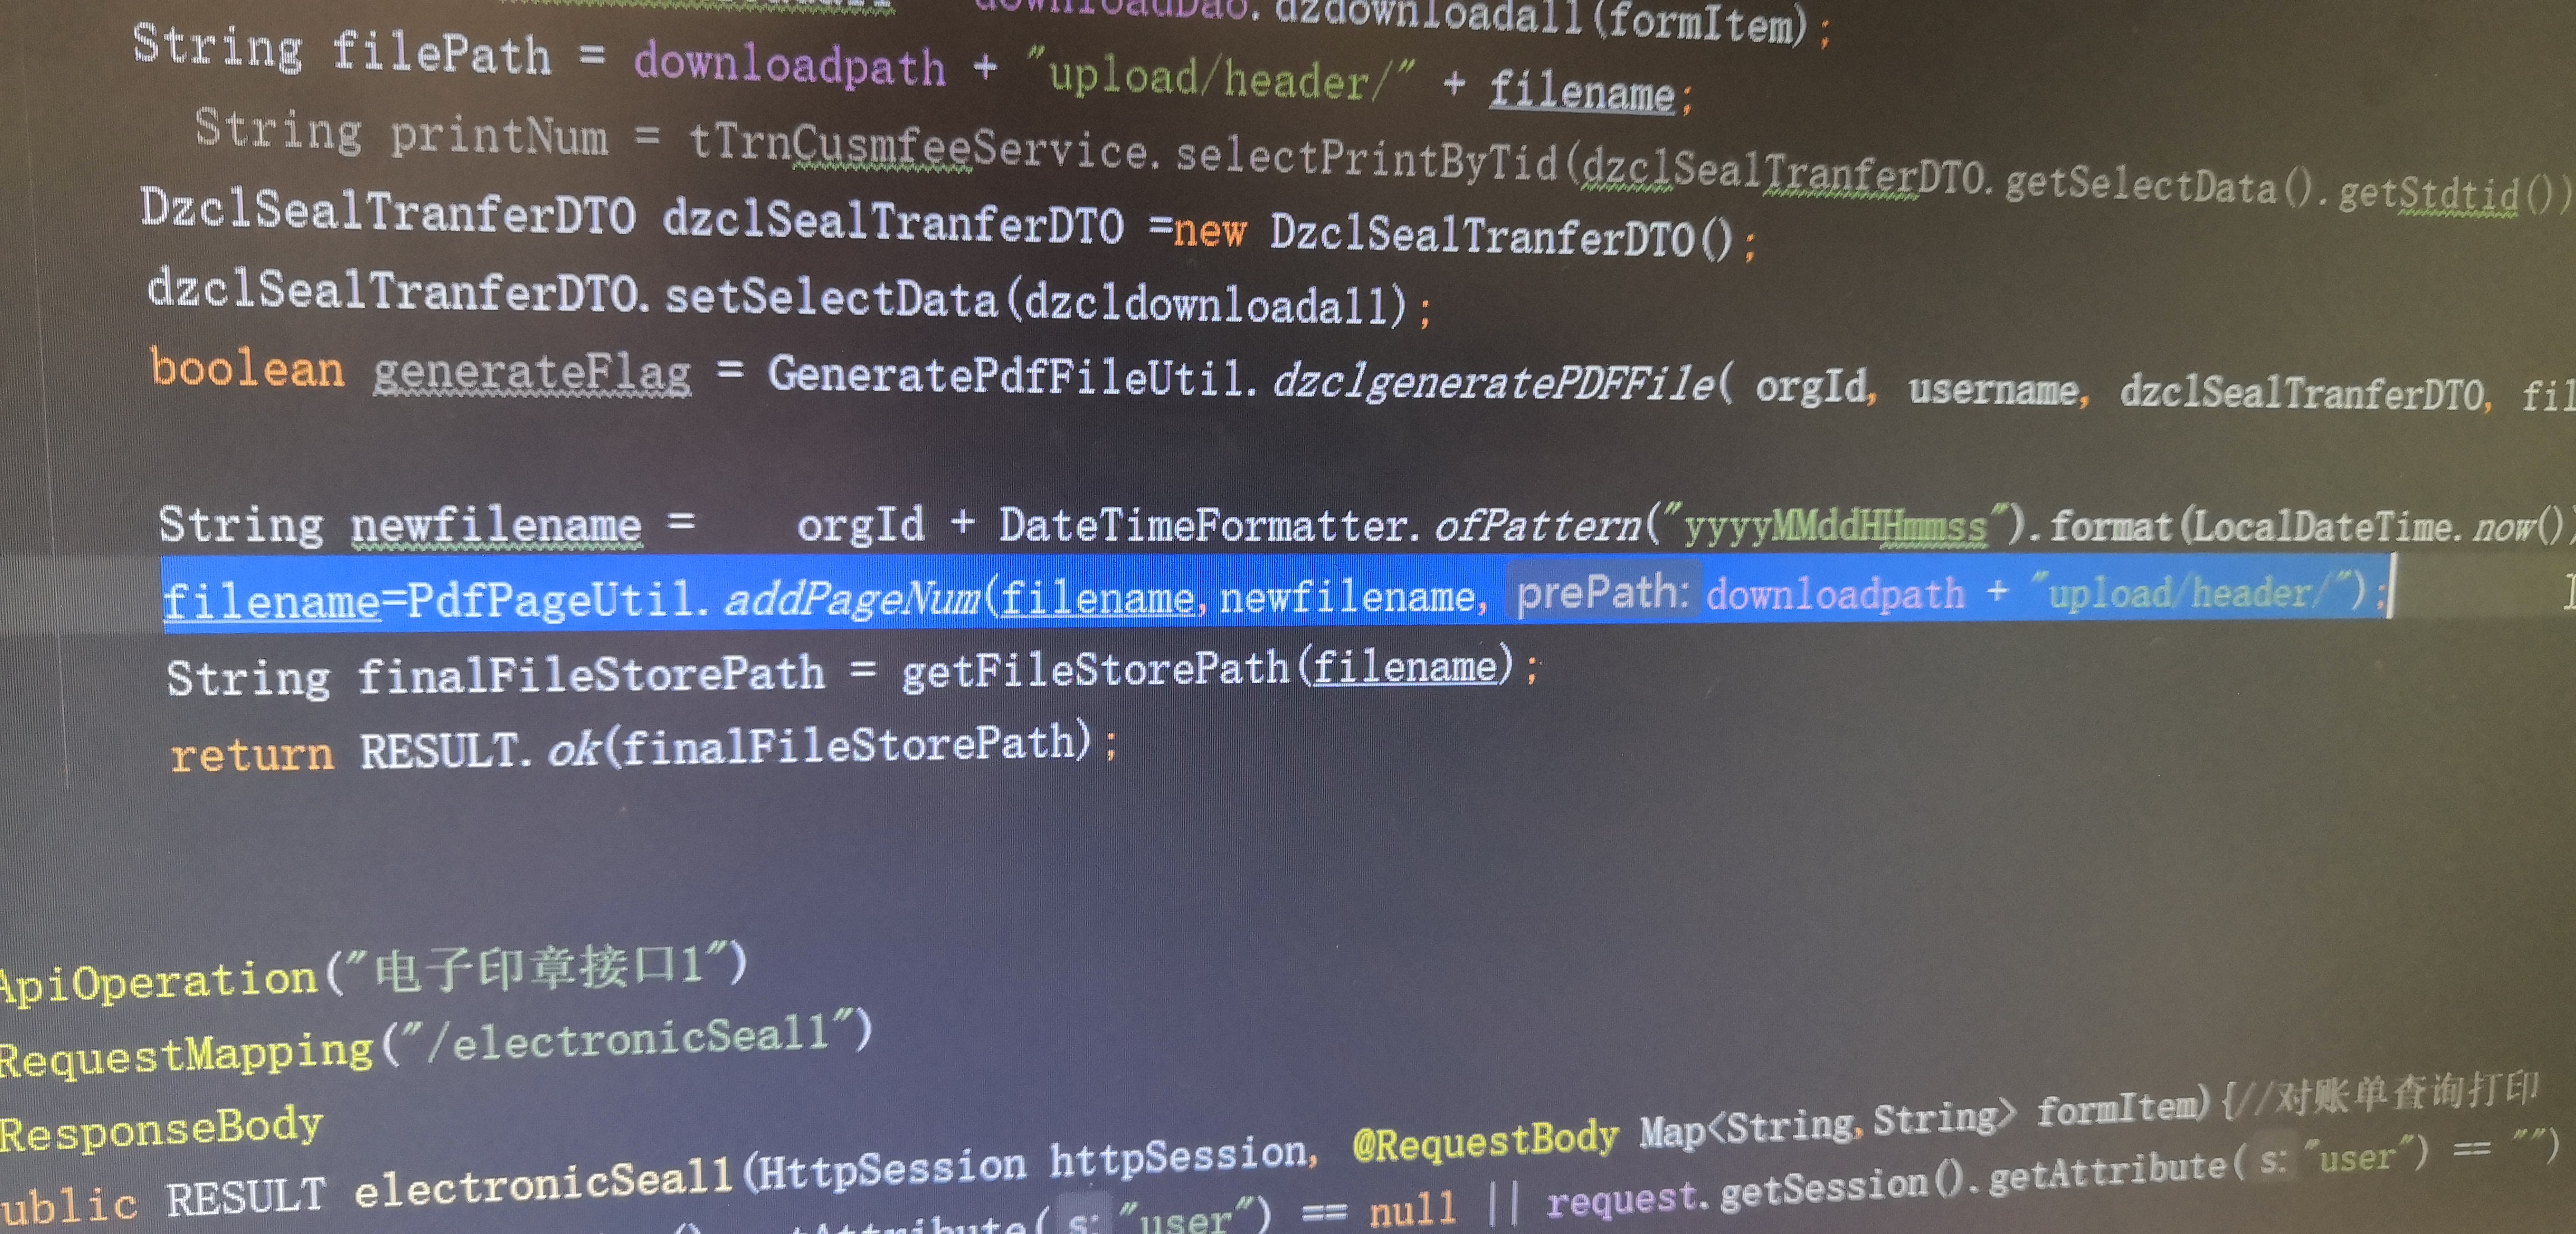 downloadDao.dzdownloadall(formItem);
String filePath = downloadpath + "upload/header/" + filename;
String printNum = tTrnCusmfeeService.selectPrintByTid(dzclSealTranferDTO.getSelectData().getStdtid())
DzclSealTranferDTO dzclSealTranferDTO =new DzclSealTranferDTO();
dzclSealTranferDTO.setSelectData(dzcldownloadall);
boolean generateFlag = GeneratePdfFileUtil.dzclgeneratePDFFile( orgId, username, dzclSealTranferDTO, fil
String newfilename = orgId + DateTimeFormatter.ofPattern("yyyyMMddHHmmss").format(LocalDateTime.now()
filename=PdfPageUtil.addPageNum(filename,newfilename, prePath: downloadpath + "upload/header/");
String finalFileStorePath = getFileStorePath(filename);
return RESULT.ok(finalFileStorePath);
ApiOperation("电子印章接口1")
RequestMapping("/electronicSeal1")
ResponseBody
ublic RESULT electronicSeal1(HttpSession httpSession, @RequestBody Map<String,String> formItem){//对账单查询打印
( s: "user") == null || request.getSession().getAttribute( s: "user") == "")